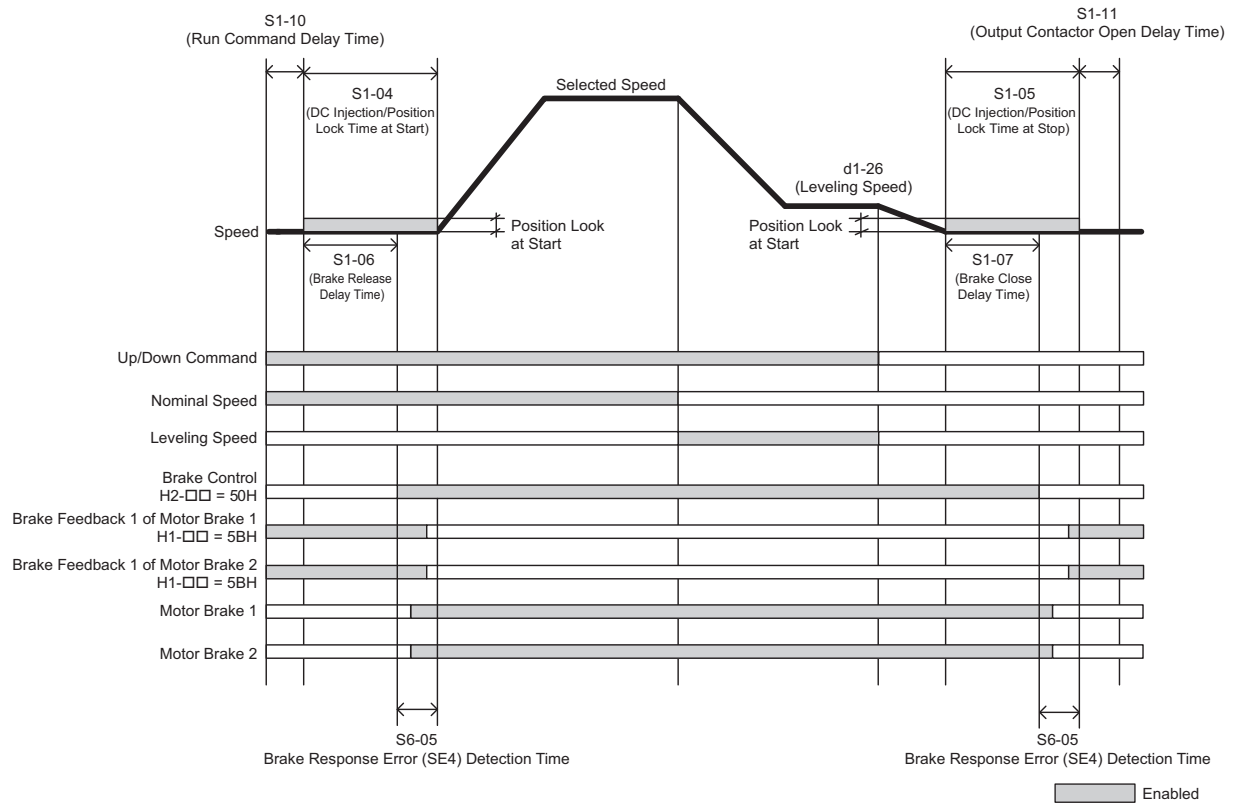 S1-10
(Run Command Delay Time)
S1-11
(Output Contactor Open Delay Time)
S1-04
(DC Injection/Position
Lock Time at Start)
Selected Speed
S1-05
(DC Injection/Position
Lock Time at Stop)
d1-26
(Leveling Speed)
Speed
Position Look
at Start
Position Look
at Start
S1-06
(Brake Release
Delay Time)
S1-07
(Brake Close
Delay Time)
Up/Down Command
Nominal Speed
Leveling Speed
Brake Control
H2-□□ = 50H
Brake Feedback 1 of Motor Brake 1
H1-□□ = 5BH
Brake Feedback 1 of Motor Brake 2
H1-□□ = 5BH
Motor Brake 1
Motor Brake 2
S6-05
Brake Response Error (SE4) Detection Time
S6-05
Brake Response Error (SE4) Detection Time
Enabled